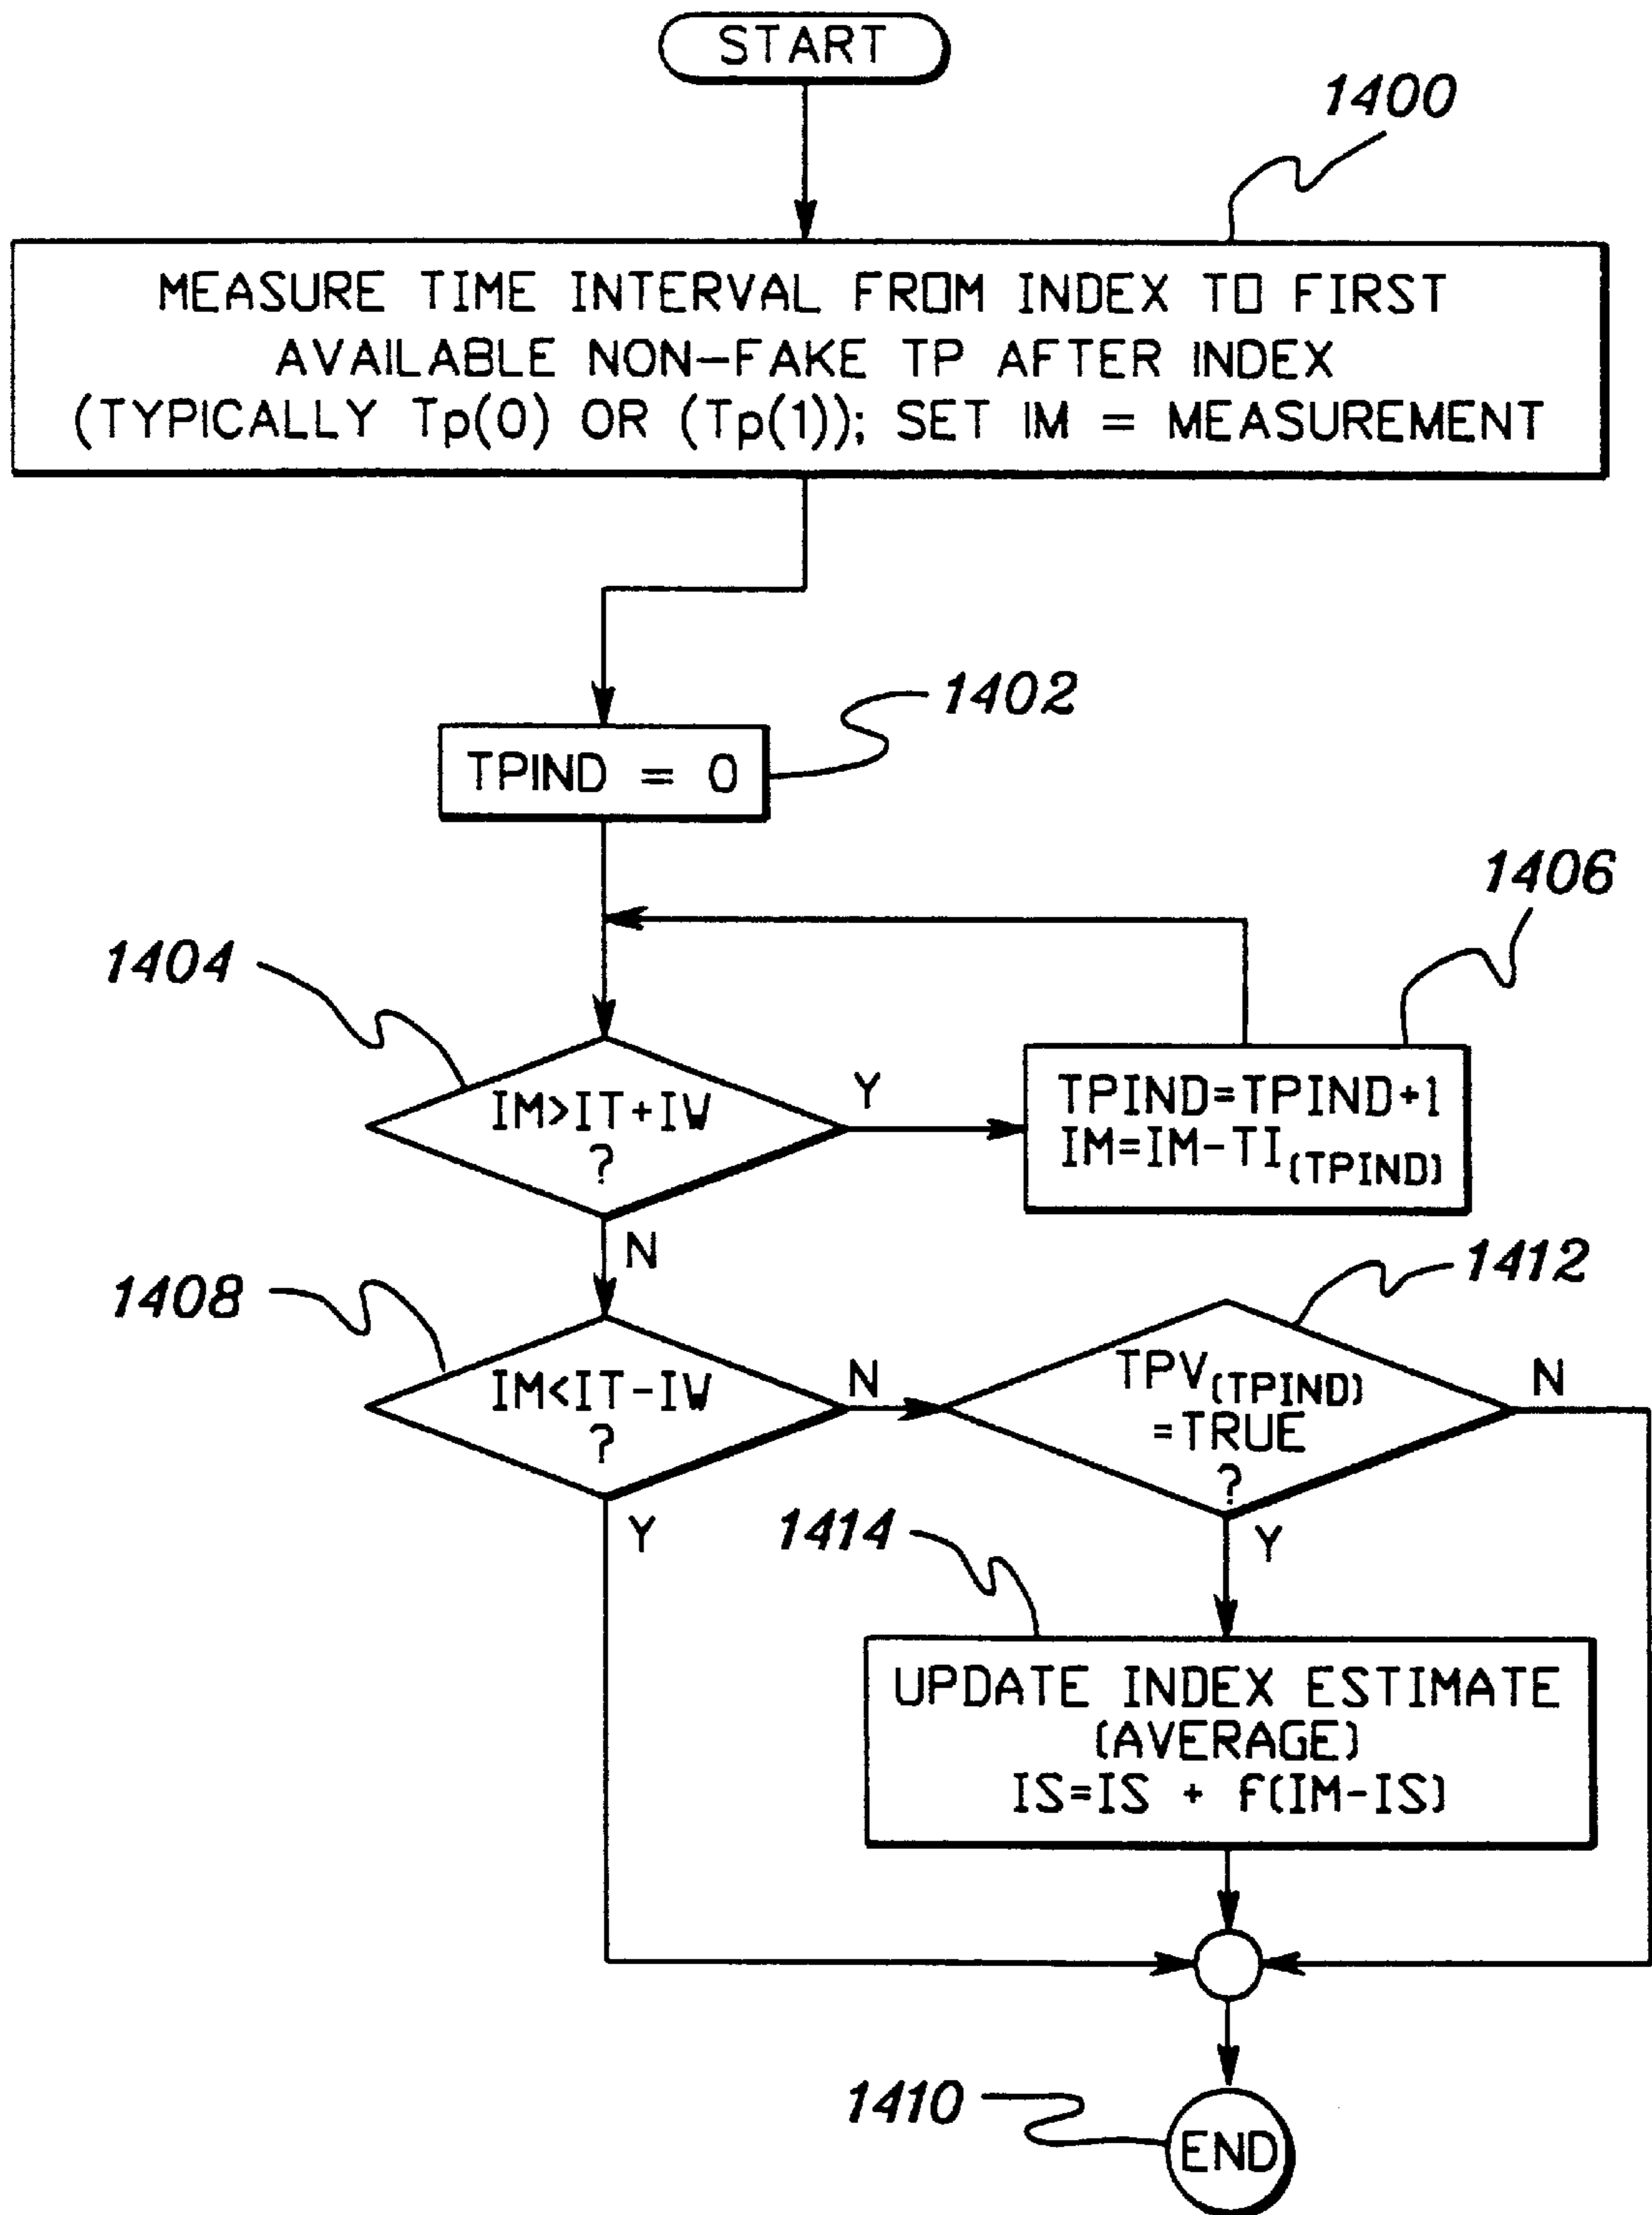 START
1400
MEASURE TIME INTERVAL FROM INDEX TO FIRST
AVAILABLE NON-FAKE TP AFTER INDEX
(TYPICALLY Tp(0) OR (Tp(1)); SET IM = MEASUREMENT
1402
TPIND = 0
1406
1404
IM>IT+IW
?
Y
TPIND=TPIND+1
IM=IM-TI(TPIND)
N
1412
1408
IM<IT-IW
?
N
TPV(TPIND)
=TRUE
?
N
Y
1414
Y
UPDATE INDEX ESTIMATE
(AVERAGE)
IS=IS + f(IM-IS)
1410
END